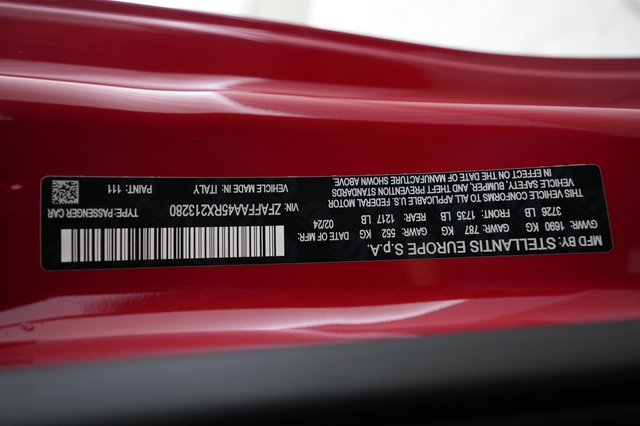 MFD BY: STELLANTIS EUROPE S.p.A.
GVWR: 1690 KG GAWR: 787 KG GAWR: 552 KG DATE OF MFG:
3726 LB FRONT: 1735 LB REAR: 1217 LB 02/24
THIS VEHICLE CONFORMS TO ALL APPLICABLE U.S. FEDERAL MOTOR
VEHICLE SAFETY, BUMPER, AND THEFT PREVENTION STANDARDS
IN EFFECT ON THE DATE OF MANUFACTURE SHOWN ABOVE.
VIN: ZFAFFAA45RX213280 TYPE: PASSENGER CAR
VEHICLE MADE IN: ITALY PAINT: 111